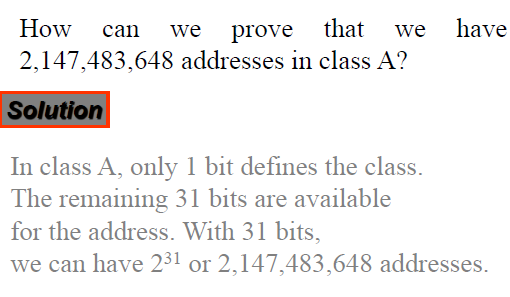 How can we prove that we have
2,147,483,648 addresses in class A?
Solution
In class A, only 1 bit defines the class.
The remaining 31 bits are available
for the address. With 31 bits,
we can have 2³¹ or 2,147,483,648 addresses.